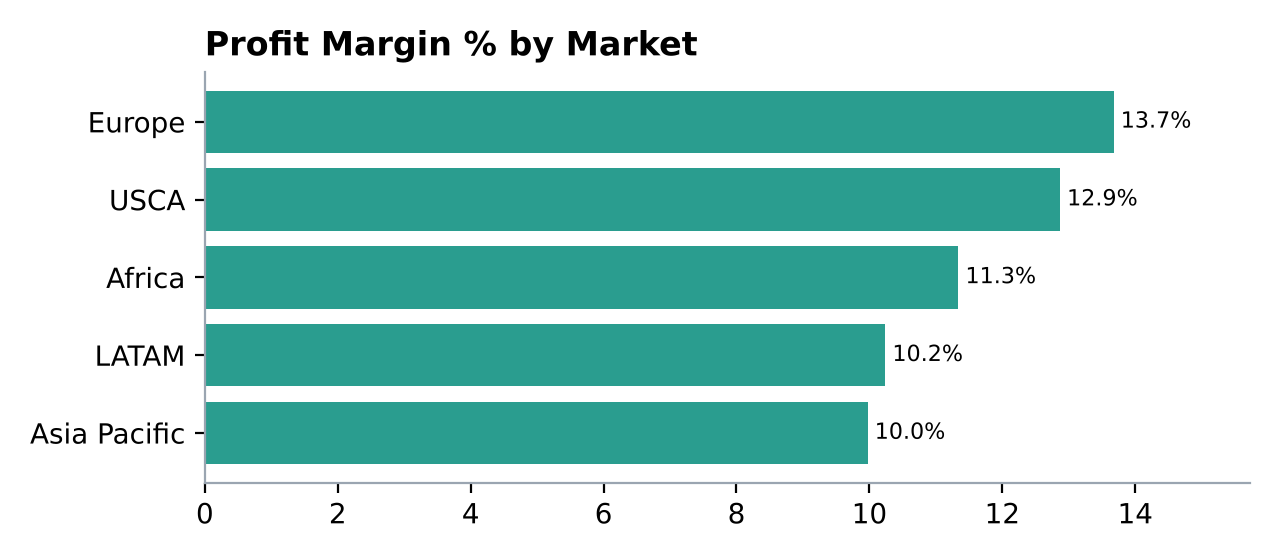 Profit Margin % by Market
Europe 13.7%
USCA 12.9%
Africa 11.3%
LATAM 10.2%
Asia Pacific 10.0%
0 2 4 6 8 10 12 14